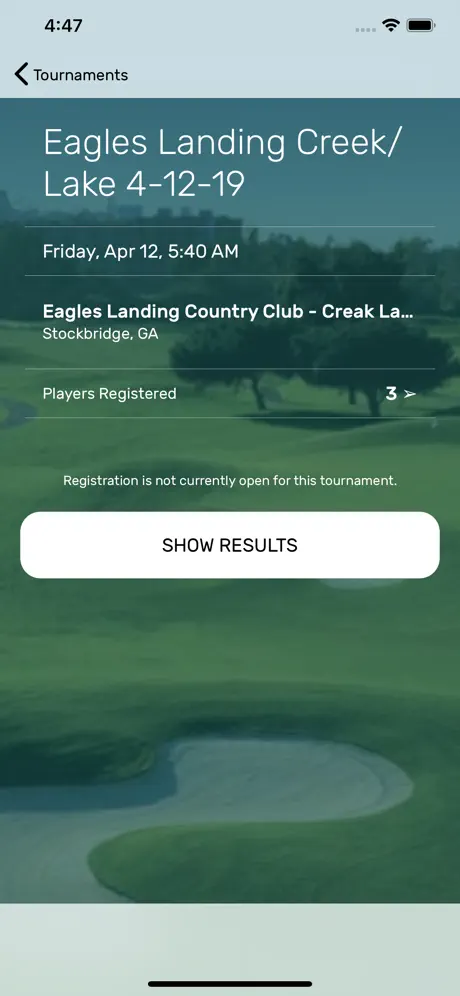 4:47
Tournaments
Eagles Landing Creek/
Lake 4-12-19
Friday, Apr 12, 5:40 AM
Eagles Landing Country Club - Creak La...
Stockbridge, GA
Players Registered 3 ➢
Registration is not currently open for this tournament.
SHOW RESULTS